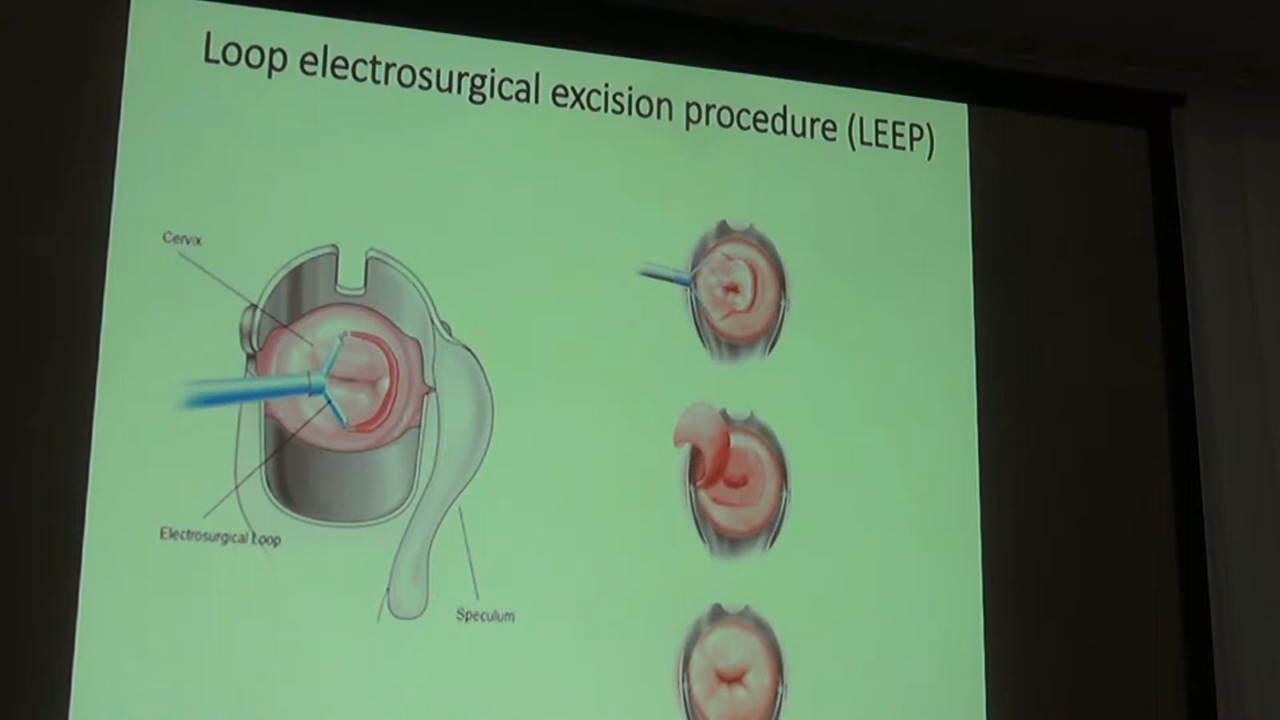 Loop electrosurgical excision procedure (LEEP)
Cervix
Electrosurgical Loop
Speculum